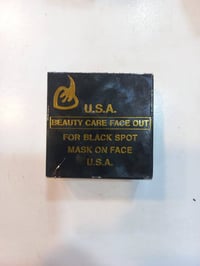 U.S.A.
BEAUTY CARE FACE OUT
FOR BLACK SPOT
MASK ON FACE
U.S.A.